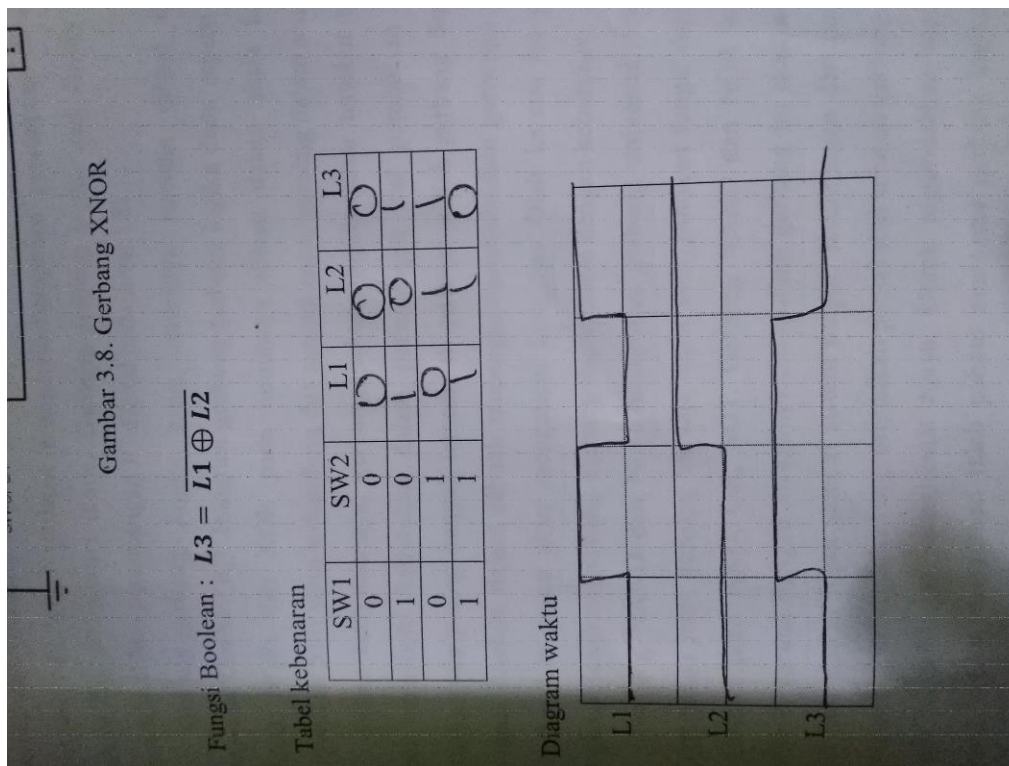 Gambar 3.8. Gerbang XNOR
Fungsi Boolean : L3 = \overline{L1 ⊕ L2}
Tabel kebenaran
SW1 SW2 L1 L2 L3
0 0 0 0 0
1 0 1 0 1
0 1 0 1 1
1 1 1 1 0
Diagram waktu
L1
L2
L3